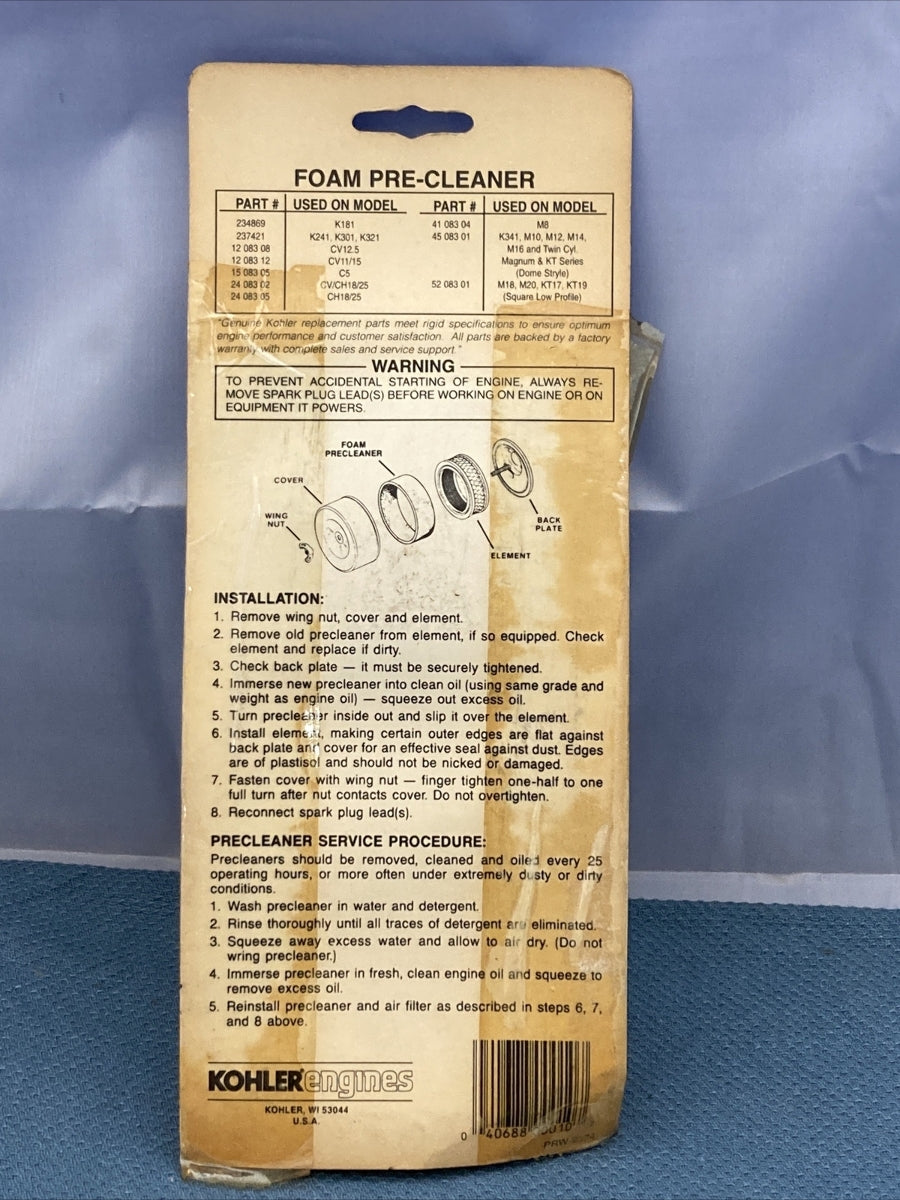 FOAM PRE-CLEANER
PART # USED ON MODEL PART # USED ON MODEL
234869 K181 41 083 04 M8
237421 K241, K301, K321 45 083 01 K341, M10, M12, M14,
12 083 08 CV12.5 M16 and Twin Cyl.
12 083 12 CV11/15 Magnum & KT Series
15 083 05 C5 (Dome Stryle)
24 083 02 CV/CH18/25 52 083 01 M18, M20, KT17, KT19
24 083 05 CH18/25 (Square Low Profile)
"Genuine Kohler replacement parts meet rigid specifications to ensure optimum
engine performance and customer satisfaction. All parts are backed by a factory
warranty with complete sales and service support."
WARNING
TO PREVENT ACCIDENTAL STARTING OF ENGINE, ALWAYS RE-
MOVE SPARK PLUG LEAD(S) BEFORE WORKING ON ENGINE OR ON
EQUIPMENT IT POWERS.
FOAM
PRECLEANER
COVER
WING
NUT
BACK
PLATE
ELEMENT
INSTALLATION:
1. Remove wing nut, cover and element.
2. Remove old precleaner from element, if so equipped. Check
element and replace if dirty.
3. Check back plate — it must be securely tightened.
4. Immerse new precleaner into clean oil (using same grade and
weight as engine oil) — squeeze out excess oil.
5. Turn precleaner inside out and slip it over the element.
6. Install element, making certain outer edges are flat against
back plate and cover for an effective seal against dust. Edges
are of plastisol and should not be nicked or damaged.
7. Fasten cover with wing nut — finger tighten one-half to one
full turn after nut contacts cover. Do not overtighten.
8. Reconnect spark plug lead(s).
PRECLEANER SERVICE PROCEDURE:
Precleaners should be removed, cleaned and oiled every 25
operating hours, or more often under extremely dusty or dirty
conditions.
1. Wash precleaner in water and detergent.
2. Rinse thoroughly until all traces of detergent are eliminated.
3. Squeeze away excess water and allow to air dry. (Do not
wring precleaner.)
4. Immerse precleaner in fresh, clean engine oil and squeeze to
remove excess oil.
5. Reinstall precleaner and air filter as described in steps 6, 7,
and 8 above.
KOHLER engines
KOHLER, WI 53044
U.S.A.
0 40688
PRW